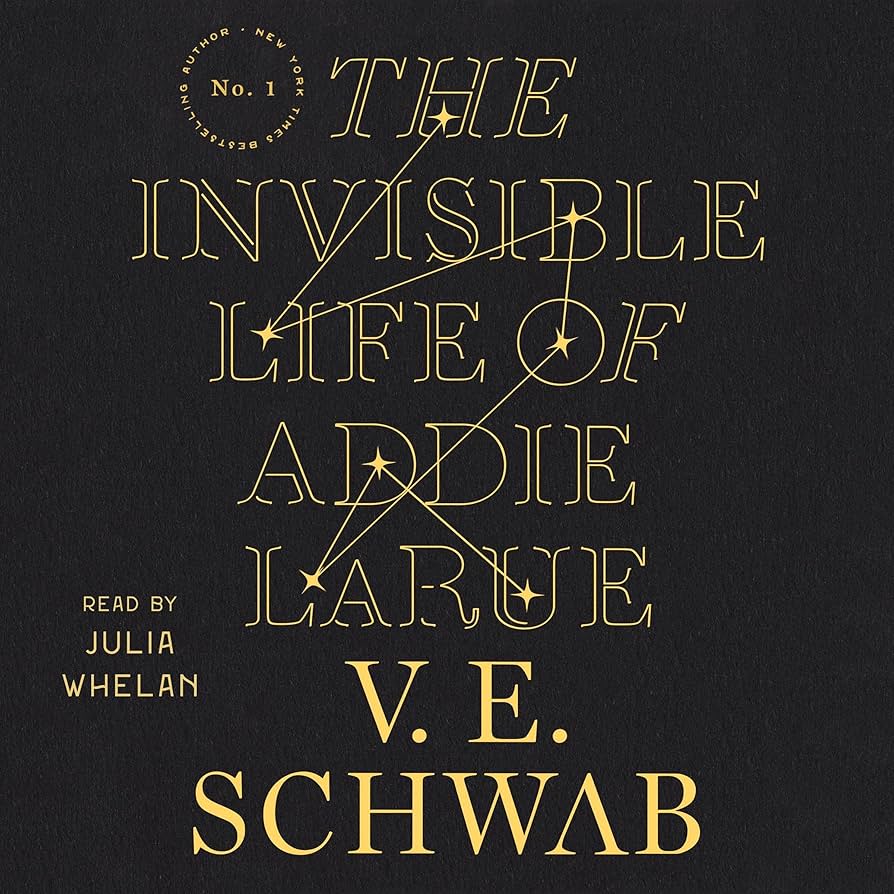 No. 1
NEW YORK TIMES BESTSELLING AUTHOR ·
THE
INVISIBLE
LIFE OF
ADDIE
LARUE
READ BY
JULIA
WHELAN
V. E.
SCHWAB